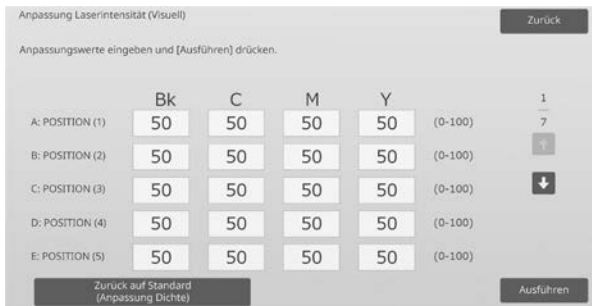 Anpassung Laserintensität (Visuell)
Zurück
Anpassungswerte eingeben und [Ausführen] drücken.
Bk C M Y
1
A: POSITION (1) 50 50 50 50 (0-100)
7
B: POSITION (2) 50 50 50 50 (0-100)
C: POSITION (3) 50 50 50 50 (0-100)
D: POSITION (4) 50 50 50 50 (0-100)
E: POSITION (5) 50 50 50 50 (0-100)
Zurück auf Standard
(Anpassung Dichte)
Ausführen